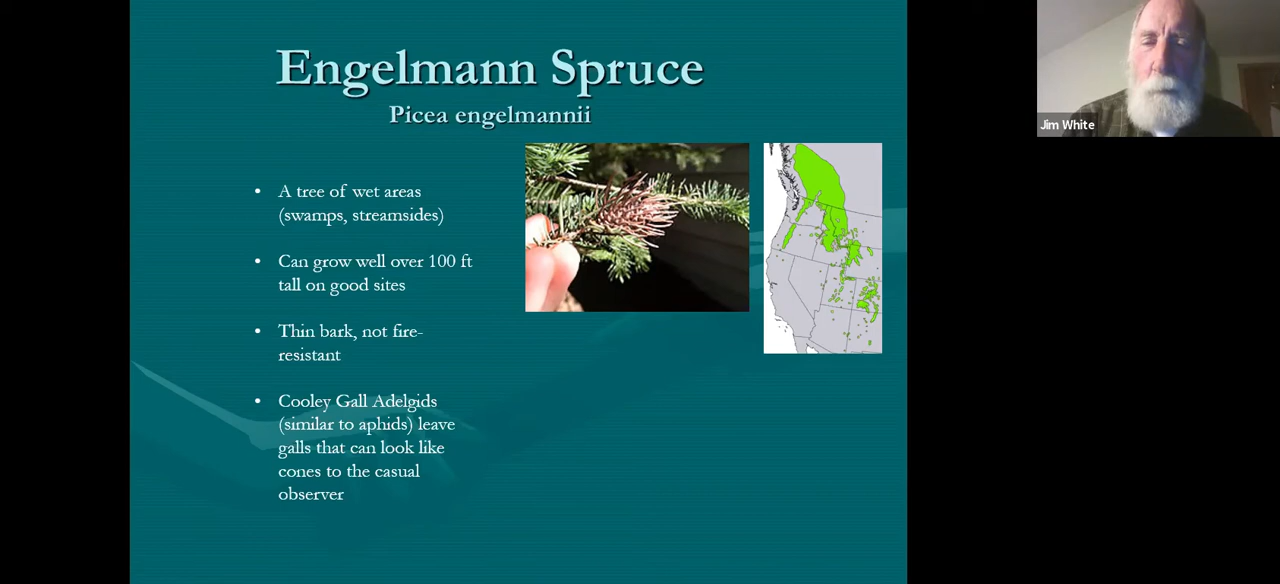 Engelmann Spruce
Picea engelmannii
• A tree of wet areas
(swamps, streamsides)
• Can grow well over 100 ft
tall on good sites
• Thin bark, not fire-
resistant
• Cooley Gall Adelgids
(similar to aphids) leave
galls that can look like
cones to the casual
observer
Jim White